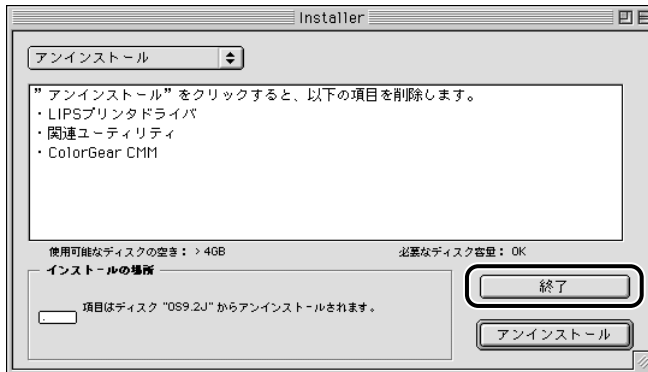 Installer
アンインストール
”アンインストール”をクリックすると、以下の項目を削除します。
・LIPSプリンタドライバ
・関連ユーティリティ
・ColorGear CMM
使用可能なディスクの空き：＞4GB
必要なディスク容量：OK
インストールの場所
項目はディスク "OS9.2J" からアンインストールされます。
終了
アンインストール